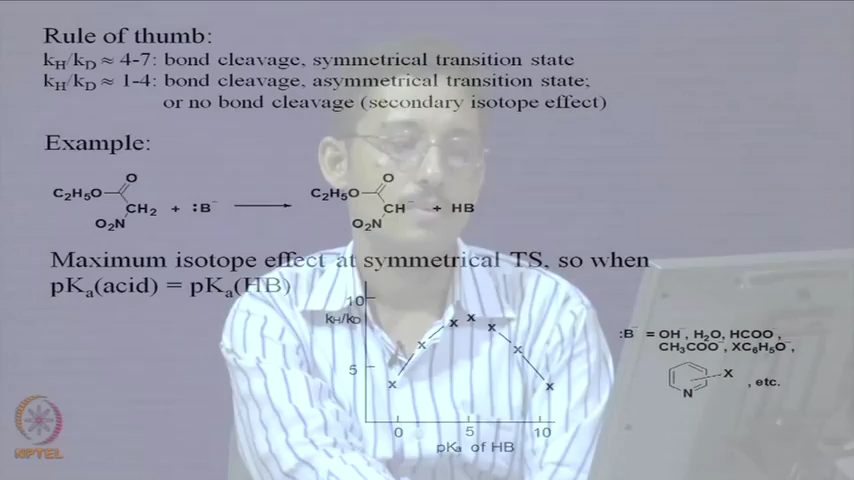 Rule of thumb:
kH/kD ≈ 4-7: bond cleavage, symmetrical transition state
kH/kD ≈ 1-4: bond cleavage, asymmetrical transition state;
or no bond cleavage (secondary isotope effect)
Example:
C2H5O O CH2 O2N + :B⁻ → C2H5O O CH⁻ O2N + HB
Maximum isotope effect at symmetrical TS, so when
pKa(acid) = pKa(HB)
kH/kD
10
5
0 5 10
pKa of HB
:B⁻ = OH⁻, H2O, HCOO⁻,
CH3COO⁻, XC6H5O⁻,
N X , etc.
NPTEL